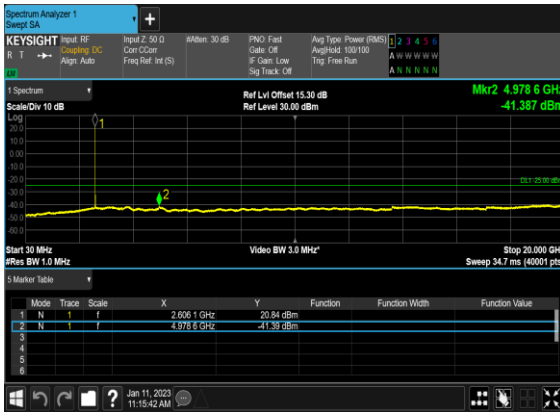 Spectrum Analyzer 1
Swept SA
+
KEYSIGHT Input: RF Input Z: 50 Ω #Atten: 30 dB PNO: Fast Avg Type: Power (RMS) 1 2 3 4 5 6
R T Coupling: DC Corr CCorr Gate: Off Avg|Hold: 100/100 A W W W W W
Align: Auto Freq Ref: Int (S) IF Gain: Low Trig: Free Run
LXI Sig Track: Off A N N N N N
1 Spectrum Ref Lvl Offset 15.30 dB Mkr2 4.978 6 GHz
Scale/Div 10 dB Ref Level 30.00 dBm -41.387 dBm
Log
20.0
10.0
0.00
-10.0
-20.0
DL1 -25.00 dBm
-30.0
-40.0
-50.0
-60.0
1
2
Start 30 MHz Video BW 3.0 MHz* Stop 20.000 GHz
#Res BW 1.0 MHz Sweep 34.7 ms (40001 pts)
5 Marker Table
Mode Trace Scale X Y Function Function Width Function Value
1 N 1 f 2.606 1 GHz 20.84 dBm
2 N 1 f 4.978 6 GHz -41.39 dBm
3
4
5
6
? Jan 11, 2023
11:15:42 AM